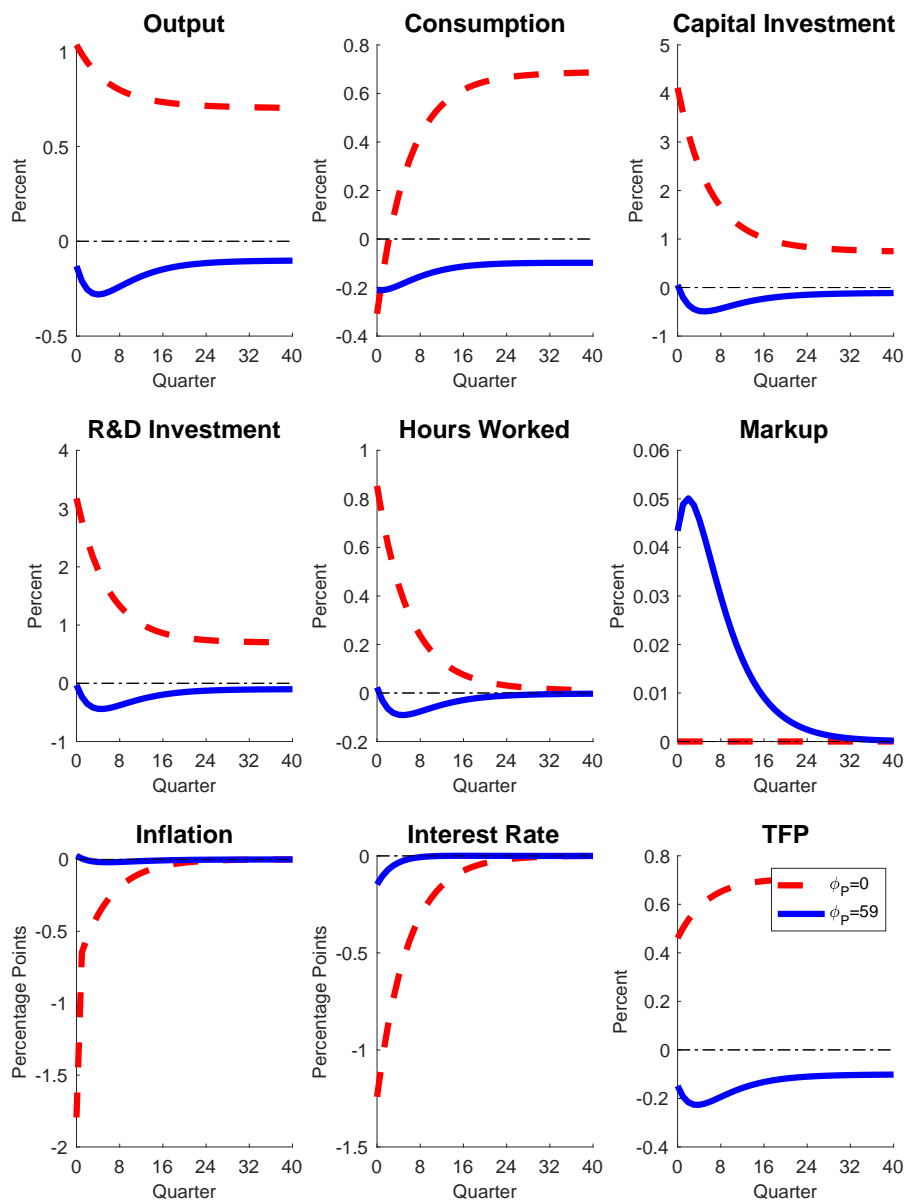 Output
1
0.5
0
-0.5
Percent
0 8 16 24 32 40
Quarter
Consumption
0.8
0.6
0.4
0.2
0
-0.2
-0.4
Percent
0 8 16 24 32 40
Quarter
Capital Investment
5
4
3
2
1
0
-1
Percent
0 8 16 24 32 40
Quarter
R&D Investment
4
3
2
1
0
-1
Percent
0 8 16 24 32 40
Quarter
Hours Worked
1
0.8
0.6
0.4
0.2
0
-0.2
Percent
0 8 16 24 32 40
Quarter
Markup
0.06
0.05
0.04
0.03
0.02
0.01
0
Percent
0 8 16 24 32 40
Quarter
Inflation
0
-0.5
-1
-1.5
-2
Percentage Points
0 8 16 24 32 40
Quarter
Interest Rate
0
-0.5
-1
-1.5
Percentage Points
0 8 16 24 32 40
Quarter
TFP
0.8
0.6
0.4
0.2
0
-0.2
-0.4
Percent
ϕ_P=0
ϕ_P=59
0 8 16 24 32 40
Quarter